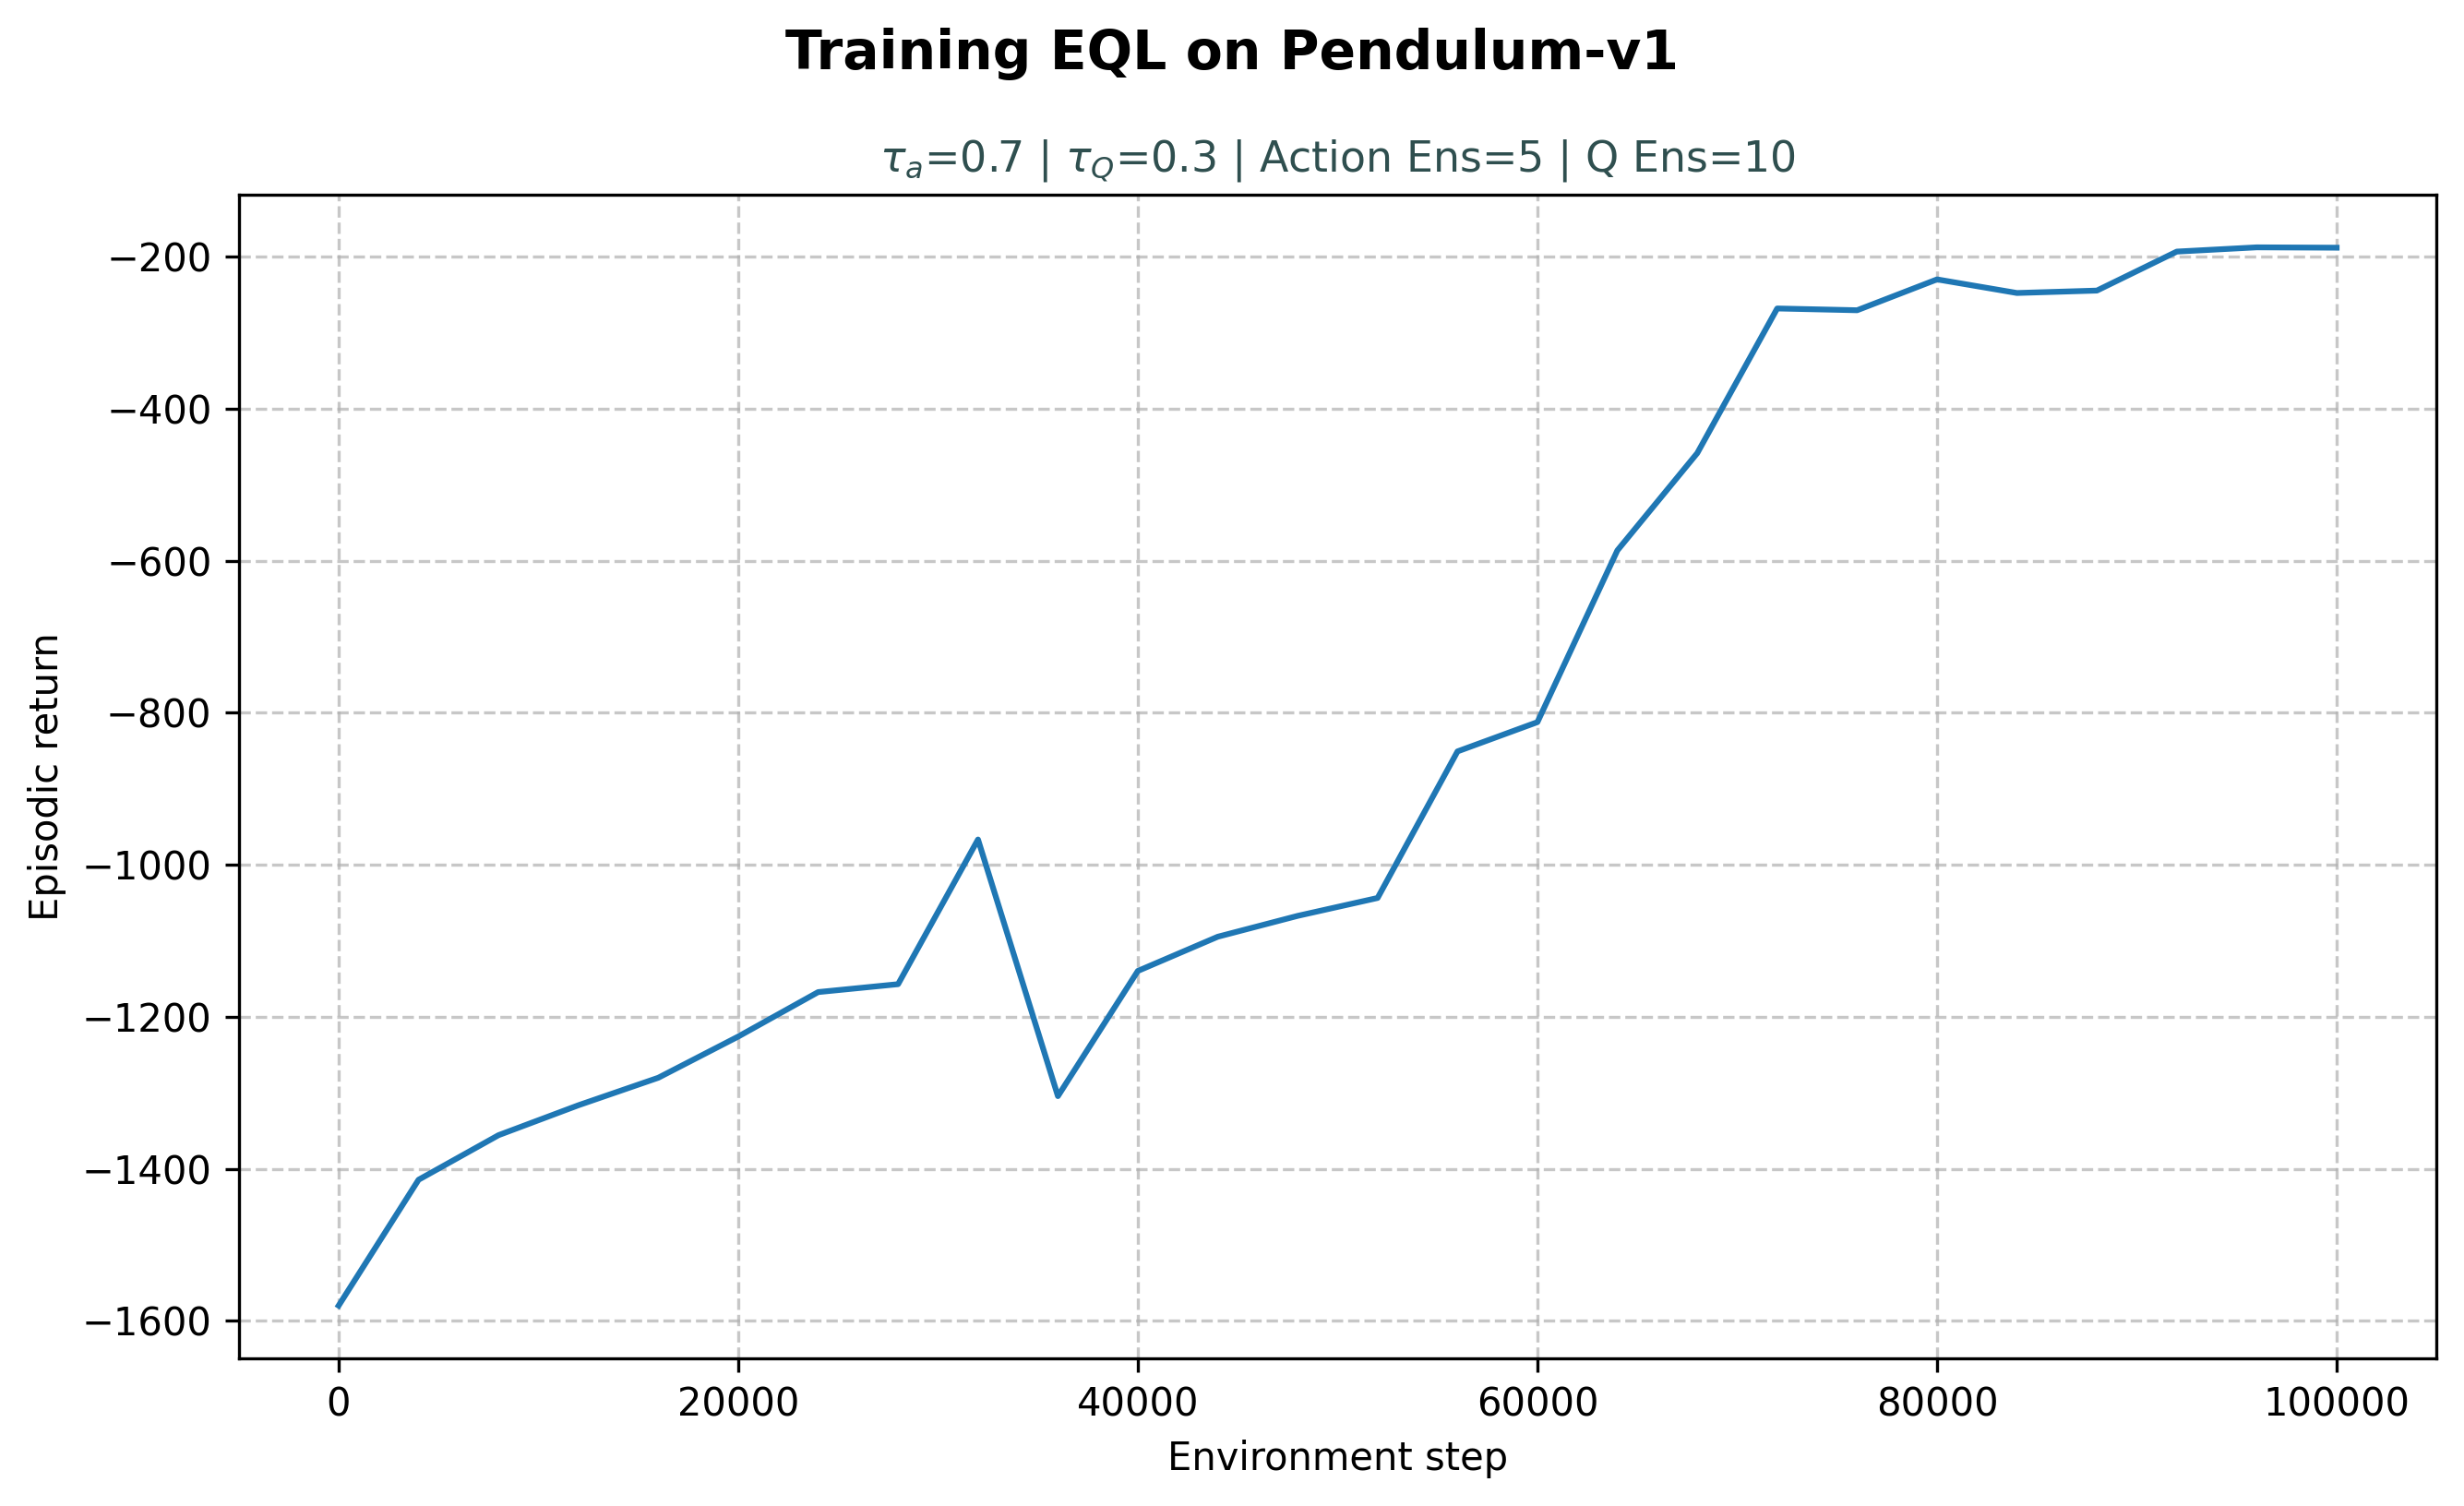 Training EQL on Pendulum-v1
τₐ=0.7 | τ_Q=0.3 | Action Ens=5 | Q Ens=10
Episodic return
−200
−400
−600
−800
−1000
−1200
−1400
−1600
0 20000 40000 60000 80000 100000
Environment step